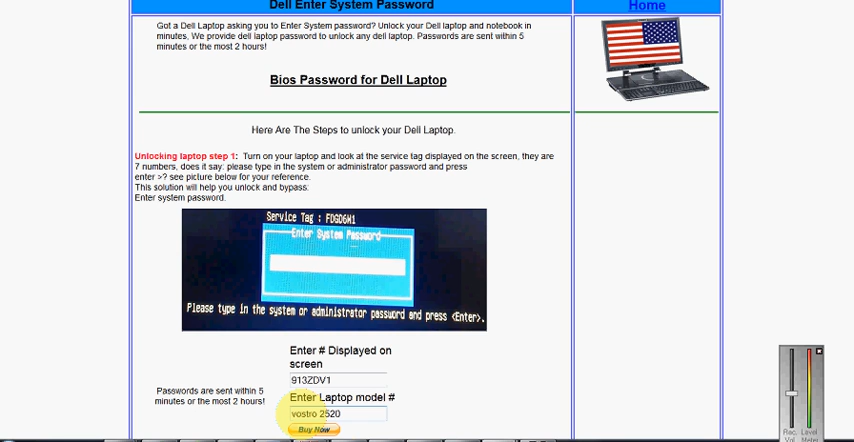 Dell Enter System Password
Home
Got a Dell Laptop asking you to Enter System password? Unlock your Dell laptop and notebook in
minutes, We provide dell laptop password to unlock any dell laptop. Passwords are sent within 5
minutes or the most 2 hours!
Bios Password for Dell Laptop
Here Are The Steps to unlock your Dell Laptop.
Unlocking laptop step 1: Turn on your laptop and look at the service tag displayed on the screen, they are
7 numbers, does it say: please type in the system or administrator password and press
enter >? see picture below for your reference.
This solution will help you unlock and bypass:
Enter system password.
Service Tag : FDGD6M1
Enter System Password
Please type in the system or administrator password and press <Enter>.
Enter # Displayed on
screen
913ZDV1
Passwords are sent within 5
minutes or the most 2 hours!
Enter Laptop model #
vostro 2520
Buy Now
Rec. Level
Vol Meter